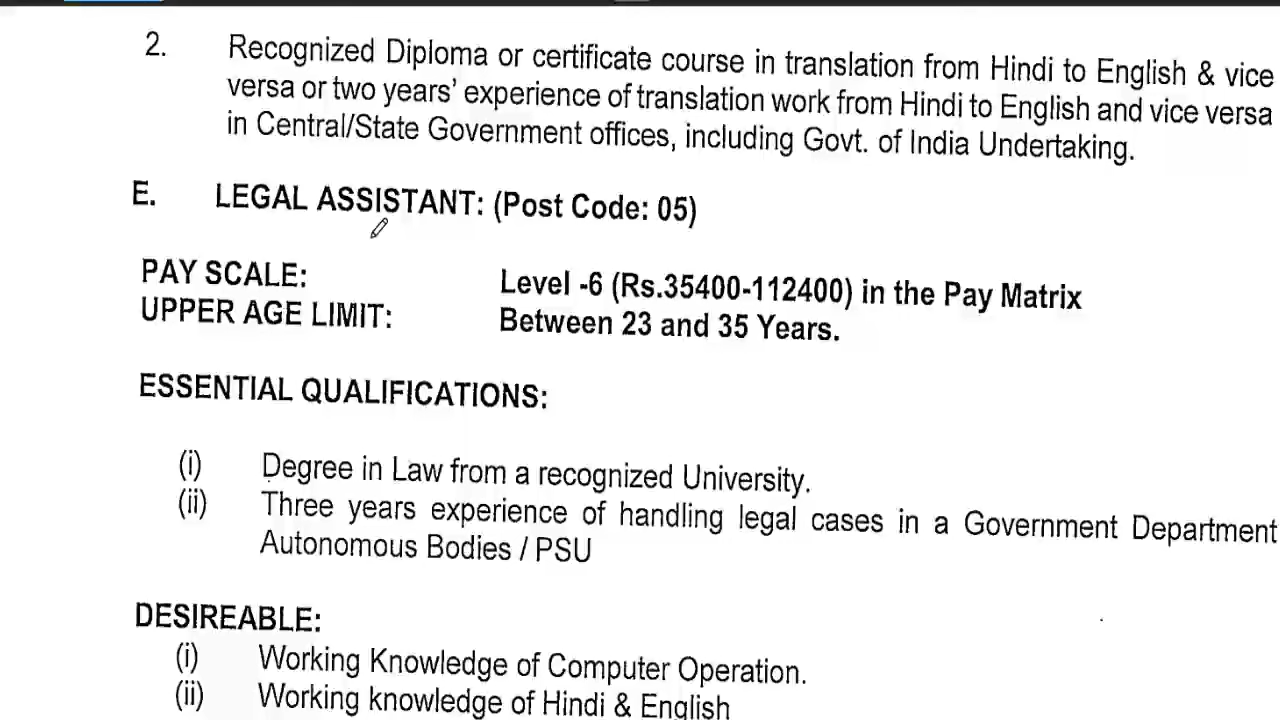 2. Recognized Diploma or certificate course in translation from Hindi to English & vice
versa or two years' experience of translation work from Hindi to English and vice versa
in Central/State Government offices, including Govt. of India Undertaking.
E. LEGAL ASSISTANT: (Post Code: 05)
PAY SCALE: Level -6 (Rs.35400-112400) in the Pay Matrix
UPPER AGE LIMIT: Between 23 and 35 Years.
ESSENTIAL QUALIFICATIONS:
(i) Degree in Law from a recognized University.
(ii) Three years experience of handling legal cases in a Government Department
Autonomous Bodies / PSU
DESIREABLE:
(i) Working Knowledge of Computer Operation.
(ii) Working knowledge of Hindi & English